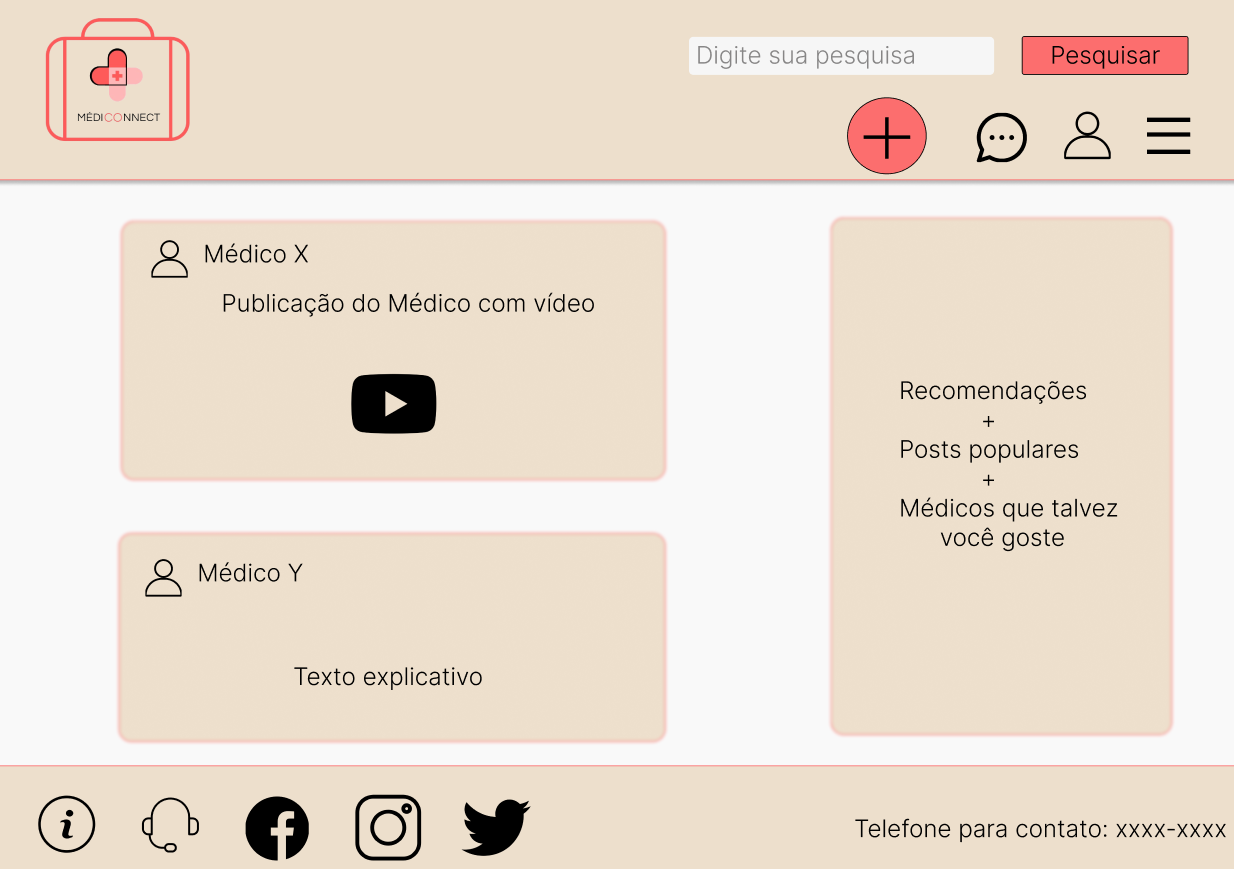 MÉDICONNECT
Digite sua pesquisa
Pesquisar
Médico X
Publicação do Médico com vídeo
Médico Y
Texto explicativo
Recomendações
+
Posts populares
+
Médicos que talvez
você goste
Telefone para contato: xxxx-xxxx